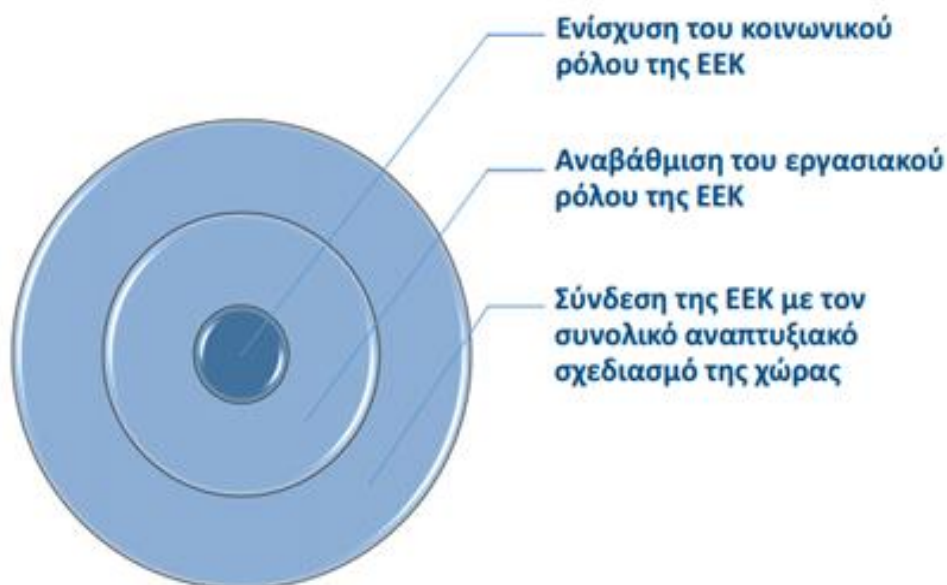 Ενίσχυση του κοινωνικού
ρόλου της ΕΕΚ
Αναβάθμιση του εργασιακού
ρόλου της ΕΕΚ
Σύνδεση της ΕΕΚ με τον
συνολικό αναπτυξιακό
σχεδιασμό της χώρας